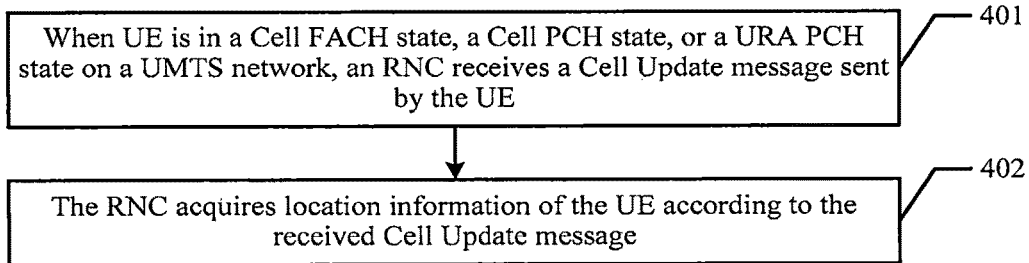 When UE is in a Cell FACH state, a Cell PCH state, or a URA PCH
state on a UMTS network, an RNC receives a Cell Update message sent
by the UE
401
The RNC acquires location information of the UE according to the
received Cell Update message
402